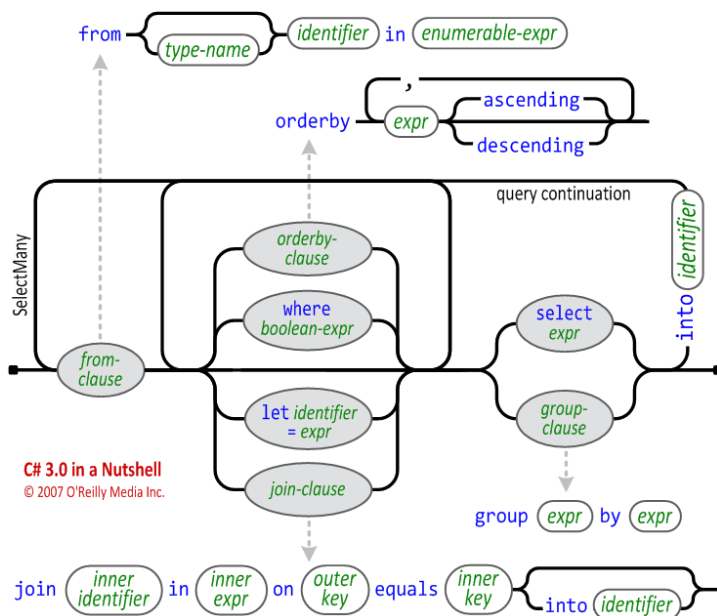 from type-name identifier in enumerable-expr
,
orderby expr ascending
descending
query continuation
SelectMany
identifier
into
orderby-
clause
where
boolean-expr
select
expr
from-
clause
let identifier
= expr
group-
clause
join-clause
C# 3.0 in a Nutshell
© 2007 O'Reilly Media Inc.
group expr by expr
join inner
identifier in inner
expr on outer
key equals inner
key into identifier